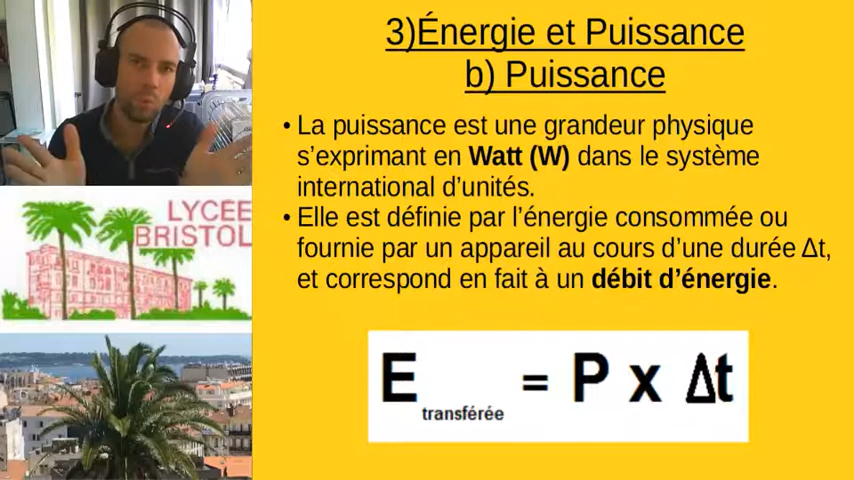 3)Énergie et Puissance
b) Puissance
• La puissance est une grandeur physique
s’exprimant en Watt (W) dans le système
international d’unités.
• Elle est définie par l’énergie consommée ou
fournie par un appareil au cours d’une durée Δt,
et correspond en fait à un débit d’énergie.
E transférée = P x Δt
LYCÉE
BRISTOL